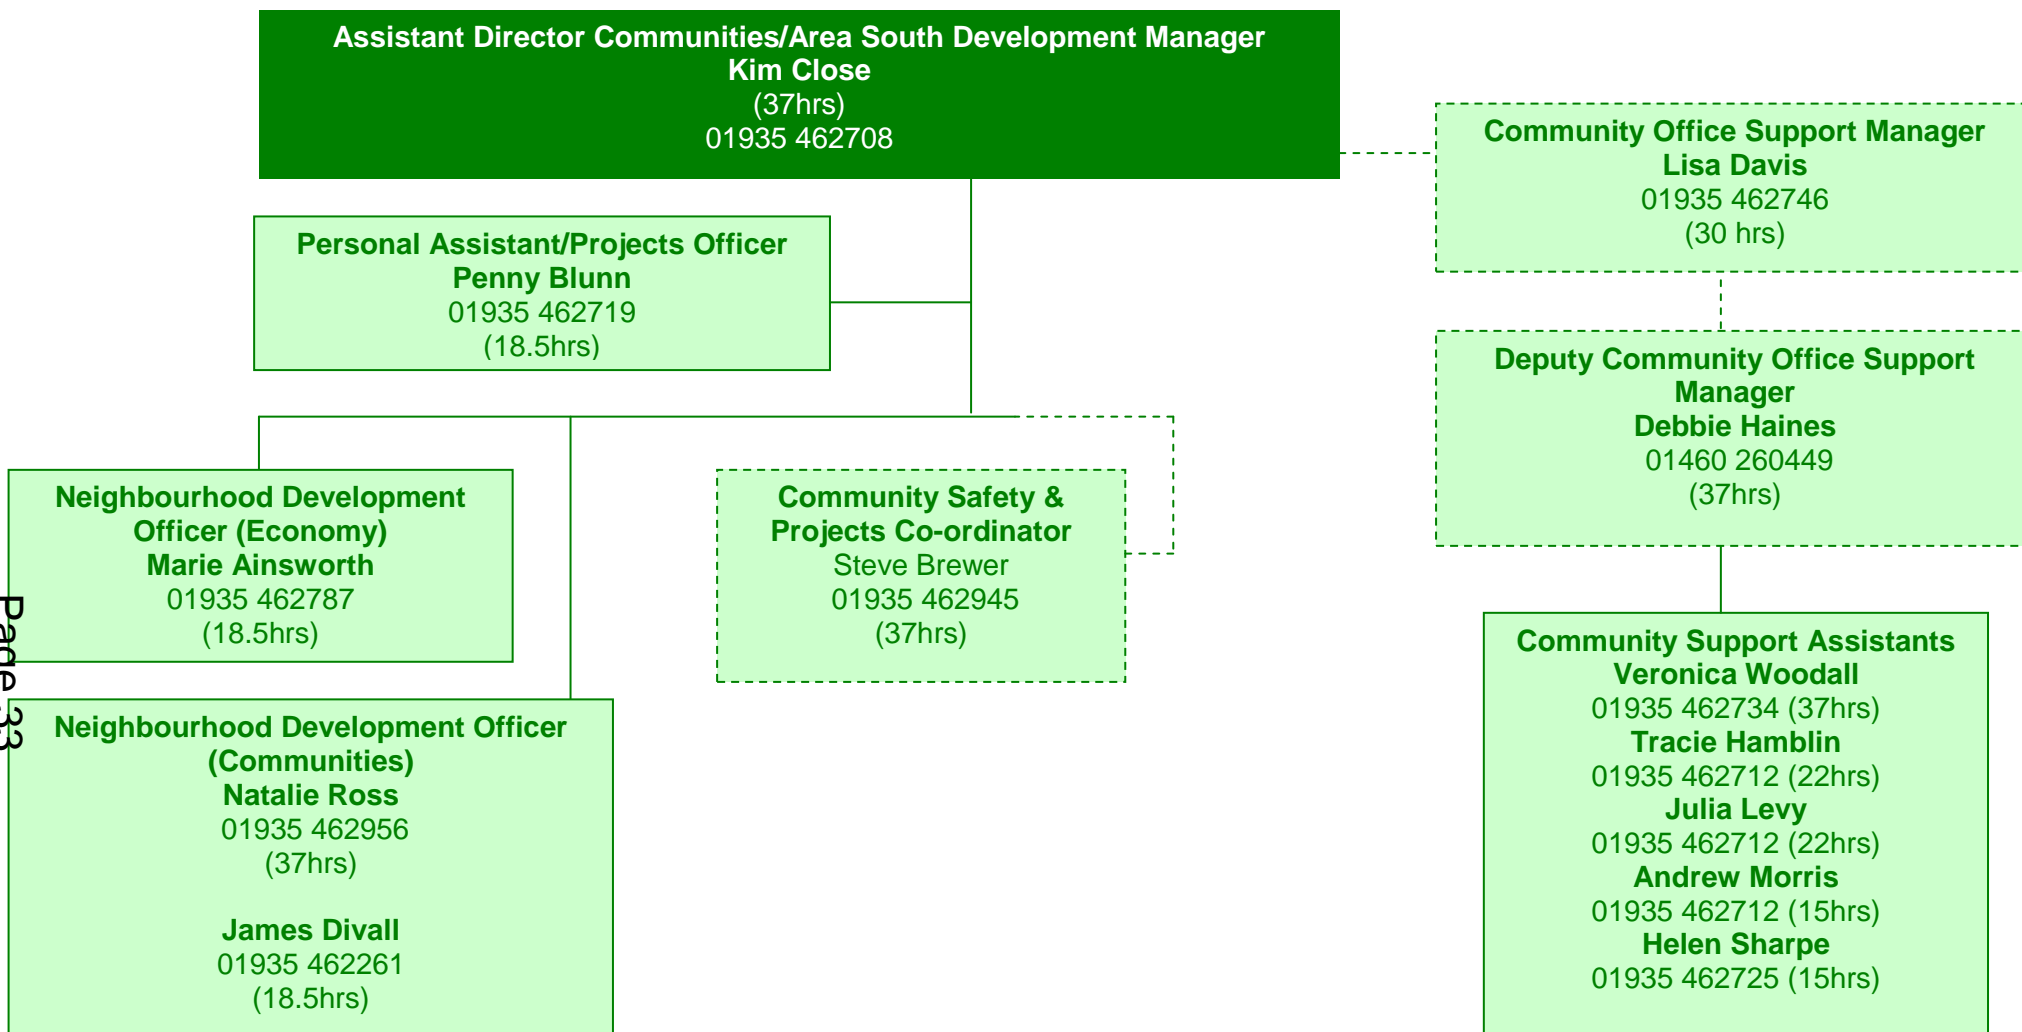 Assistant Director Communities/Area South Development Manager
Kim Close
(37hrs)
01935 462708
Community Office Support Manager
Lisa Davis
01935 462746
(30 hrs)
Personal Assistant/Projects Officer
Penny Blunn
01935 462719
(18.5hrs)
Deputy Community Office Support
Manager
Debbie Haines
01460 260449
(37hrs)
Neighbourhood Development
Officer (Economy)
Marie Ainsworth
01935 462787
(18.5hrs)
Community Safety &
Projects Co-ordinator
Steve Brewer
01935 462945
(37hrs)
Neighbourhood Development Officer
(Communities)
Natalie Ross
01935 462956
(37hrs)
James Divall
01935 462261
(18.5hrs)
Community Support Assistants
Veronica Woodall
01935 462734 (37hrs)
Tracie Hamblin
01935 462712 (22hrs)
Julia Levy
01935 462712 (22hrs)
Andrew Morris
01935 462712 (15hrs)
Helen Sharpe
01935 462725 (15hrs)
Page 33